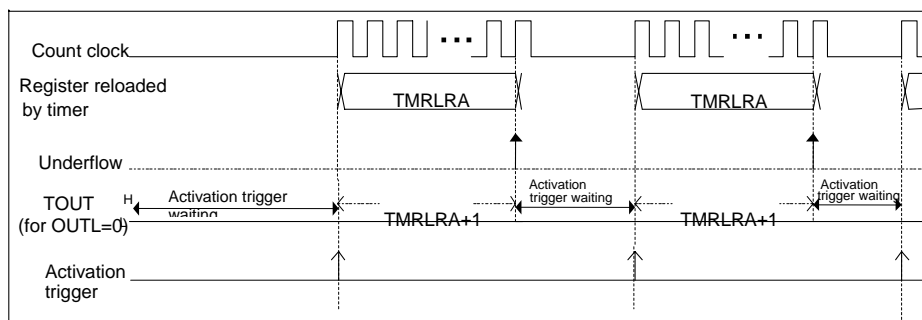 Count clock
Register reloaded
by timer
TMRLRA
TMRLRA
Underflow
TOUT
(for OUTL=0)
H
L
Activation trigger
waiting
TMRLRA+1
Activation
trigger waiting
TMRLRA+1
Activation
trigger waiting
Activation
trigger